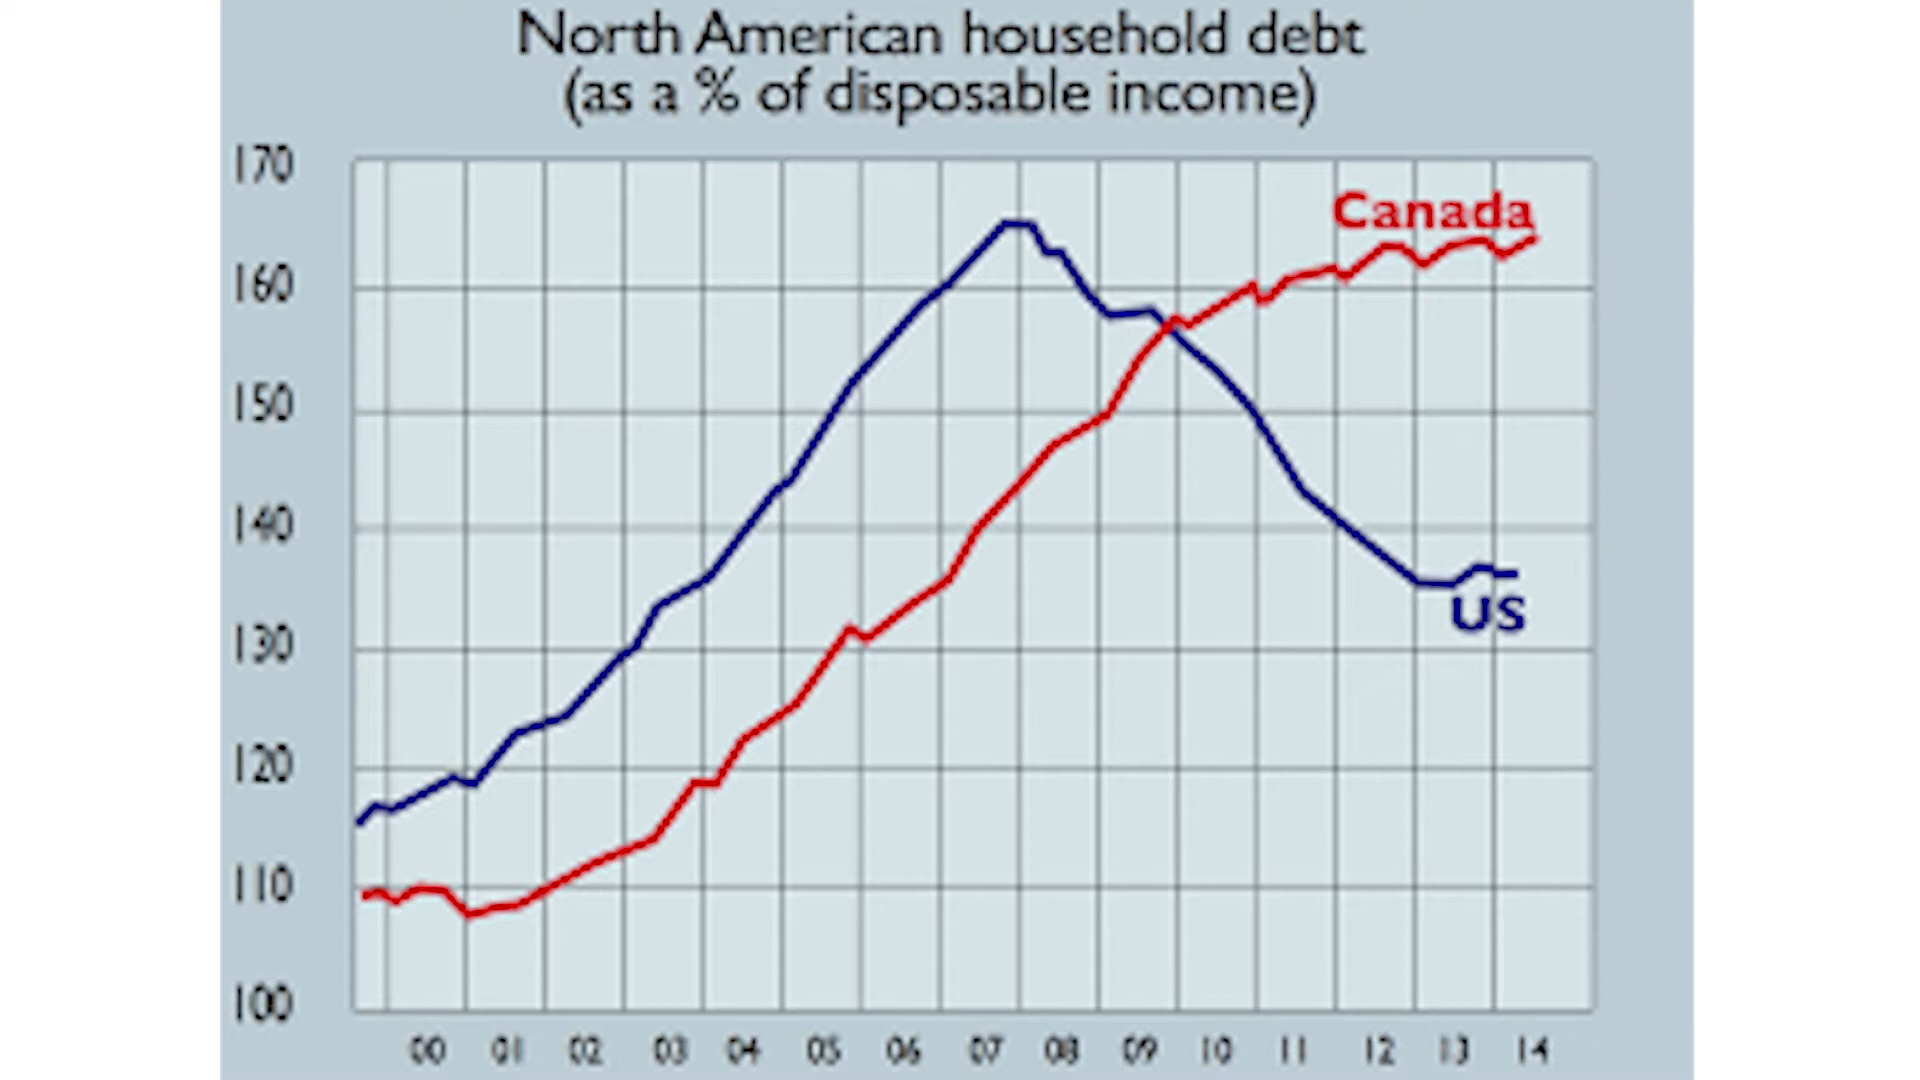 North American household debt
(as a % of disposable income)
170
Canada
160
150
140
US
130
120
110
100
00 01 02 03 04 05 06 07 08 09 10 11 12 13 14